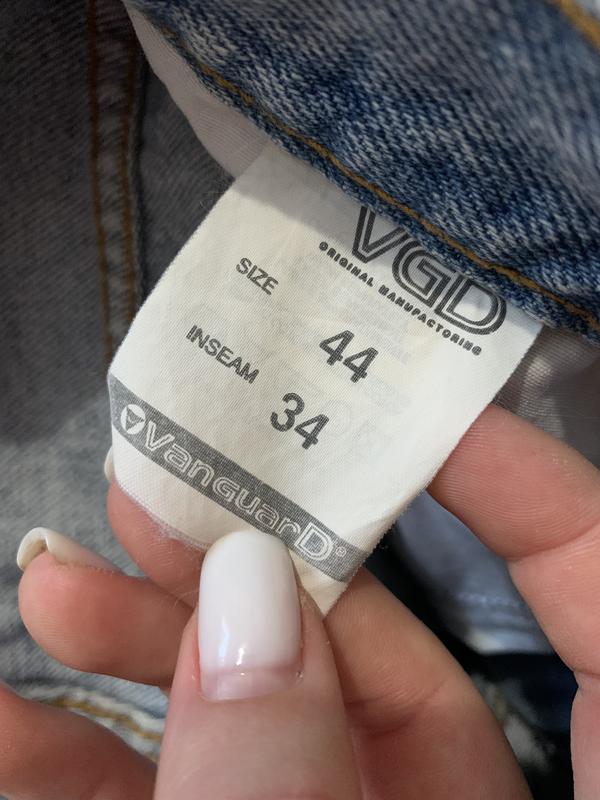 VGD
ORIGINAL MANUFACTORING
SIZE 44
INSEAM 34
VanguarD®